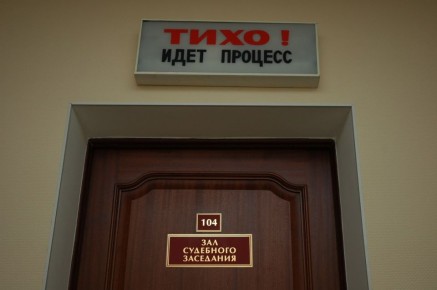 ТИХО !
ИДЕТ ПРОЦЕСС
104
ЗАЛ
СУДЕБНОГО
ЗАСЕДАНИЯ